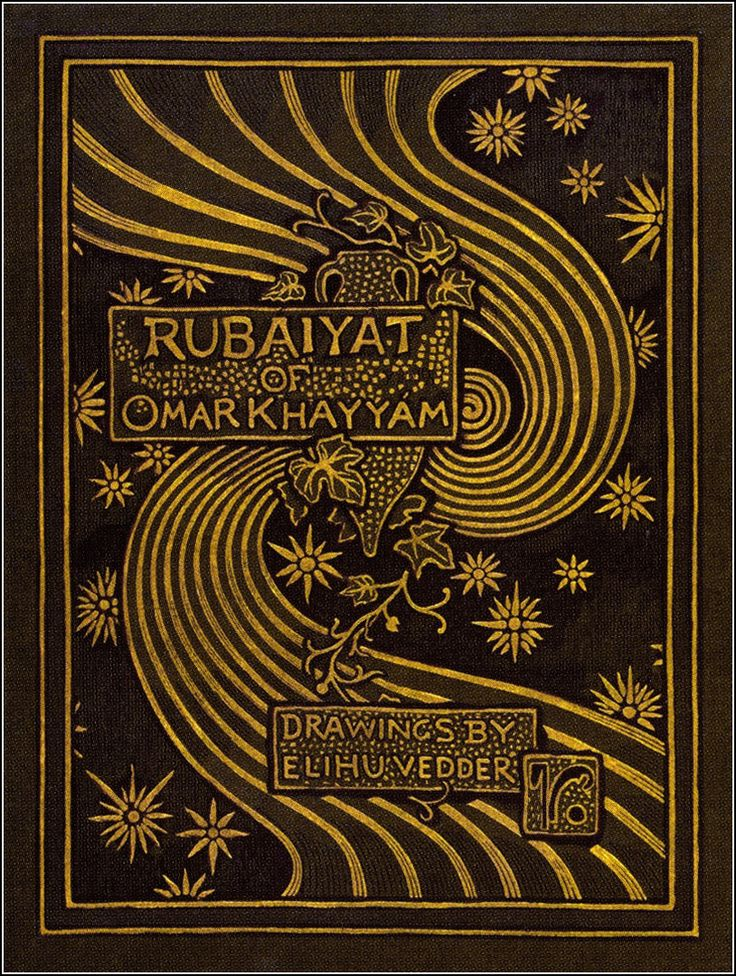 RUBAIYAT
OF
OMAR KHAYYAM
DRAWINGS BY
ELIHU VEDDER